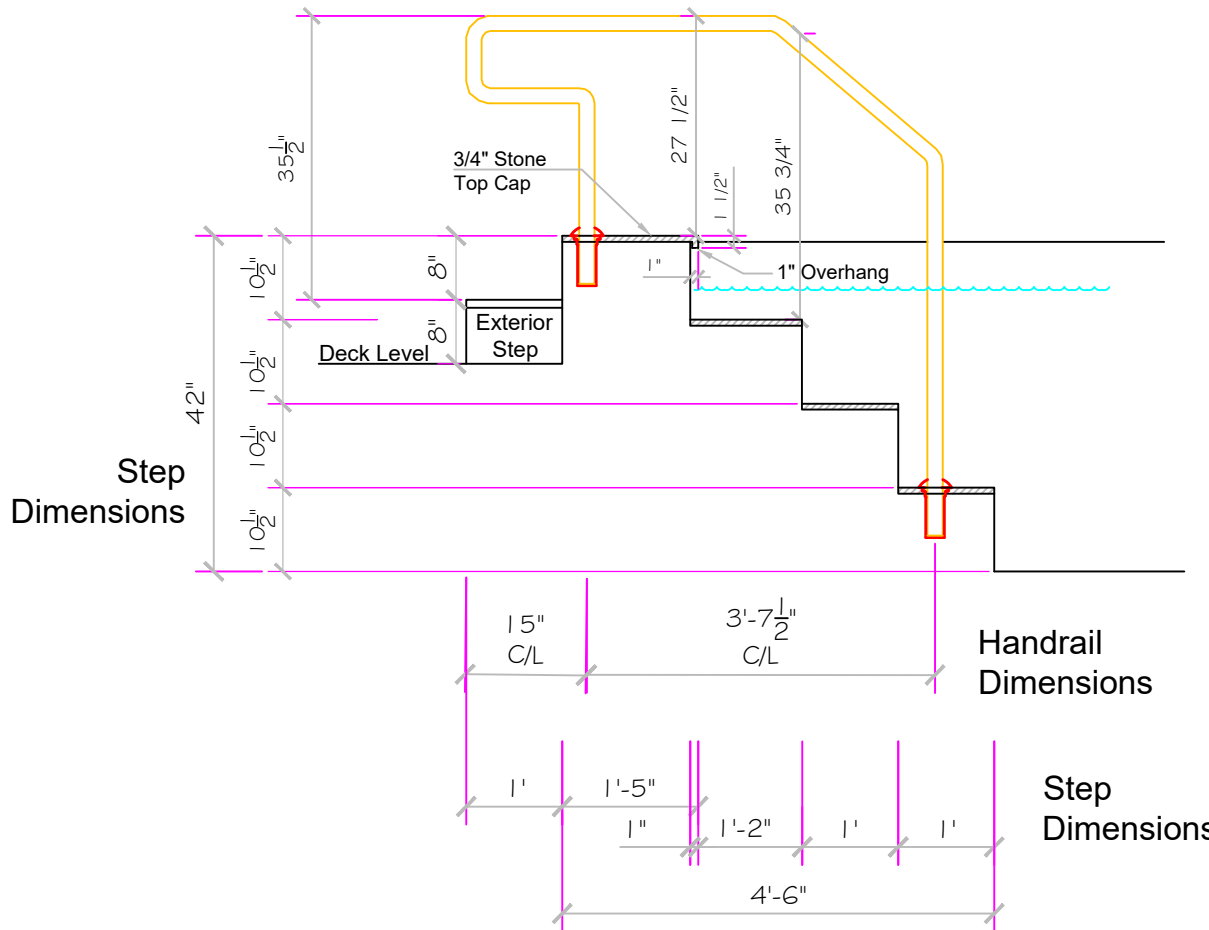 35 1/2"
27 1/2"
3/4" Stone
Top Cap
1 1/2"
35 3/4"
10 1/2"
8"
1"
1" Overhang
8"
Exterior
Step
Deck Level
10 1/2"
42"
10 1/2"
Step
Dimensions
10 1/2"
15"
C/L
3'-7 1/2"
C/L
Handrail
Dimensions
1'
1'-5"
Step
Dimensions
1"
1'-2"
1'
1'
4'-6"